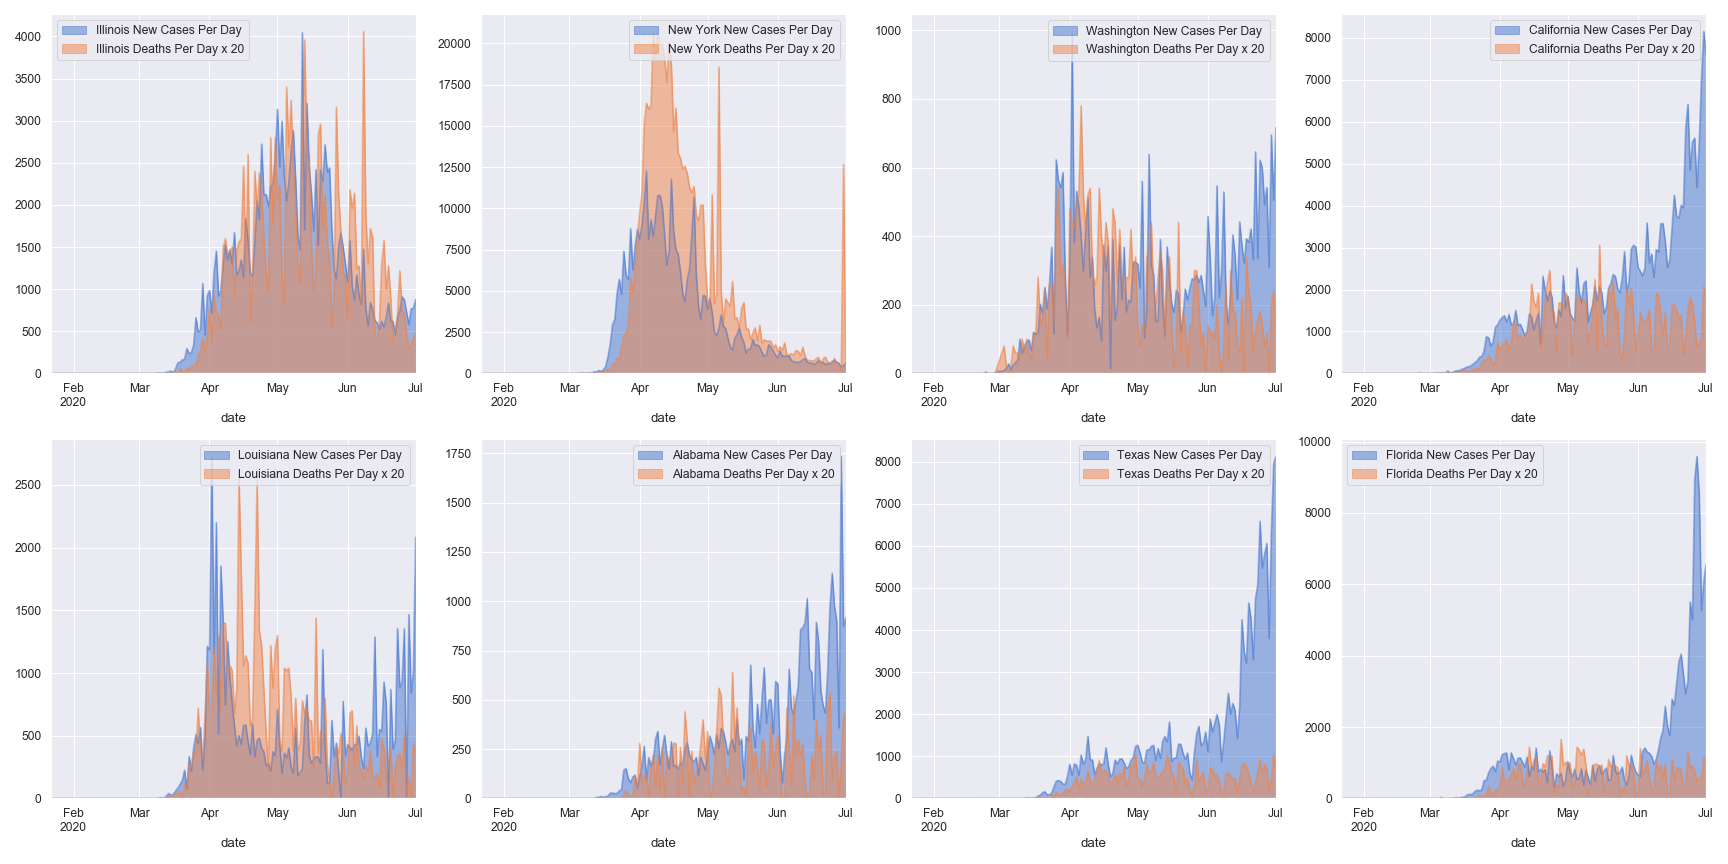 Illinois New Cases Per Day
Illinois Deaths Per Day x 20
4000
3500
3000
2500
2000
1500
1000
500
0
Feb
2020
Mar
Apr
May
Jun
Jul
date
New York New Cases Per Day
New York Deaths Per Day x 20
20000
17500
15000
12500
10000
7500
5000
2500
0
Feb
2020
Mar
Apr
May
Jun
Jul
date
Washington New Cases Per Day
Washington Deaths Per Day x 20
1000
800
600
400
200
0
Feb
2020
Mar
Apr
May
Jun
Jul
date
California New Cases Per Day
California Deaths Per Day x 20
8000
7000
6000
5000
4000
3000
2000
1000
0
Feb
2020
Mar
Apr
May
Jun
Jul
date
Louisiana New Cases Per Day
Louisiana Deaths Per Day x 20
2500
2000
1500
1000
500
0
Feb
2020
Mar
Apr
May
Jun
Jul
date
Alabama New Cases Per Day
Alabama Deaths Per Day x 20
1750
1500
1250
1000
750
500
250
0
Feb
2020
Mar
Apr
May
Jun
Jul
date
Texas New Cases Per Day
Texas Deaths Per Day x 20
8000
7000
6000
5000
4000
3000
2000
1000
0
Feb
2020
Mar
Apr
May
Jun
Jul
date
Florida New Cases Per Day
Florida Deaths Per Day x 20
10000
8000
6000
4000
2000
0
Feb
2020
Mar
Apr
May
Jun
Jul
date